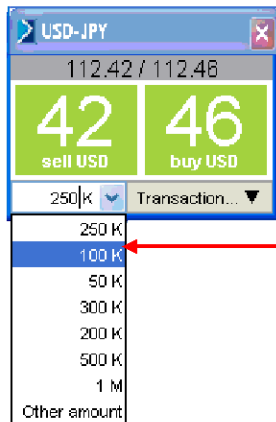 USD-JPY
112.42 / 112.46
42 46
sell USD buy USD
250 K Transaction...
250 K
100 K
50 K
300 K
200 K
500 K
1 M
Other amount